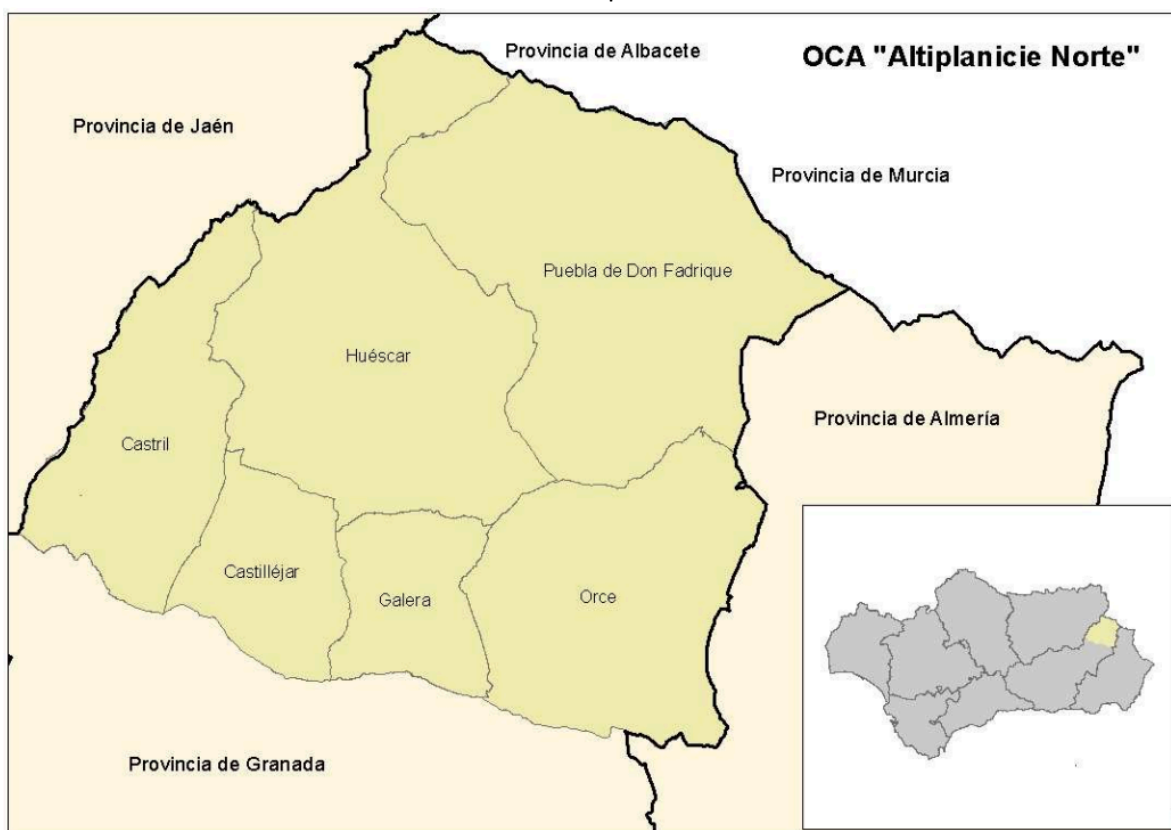 Provincia de Albacete
OCA "Altiplanicie Norte"
Provincia de Jaén
Provincia de Murcia
Puebla de Don Fadrique
Huéscar
Provincia de Almería
Castril
Castilléjar
Galera
Orce
Provincia de Granada